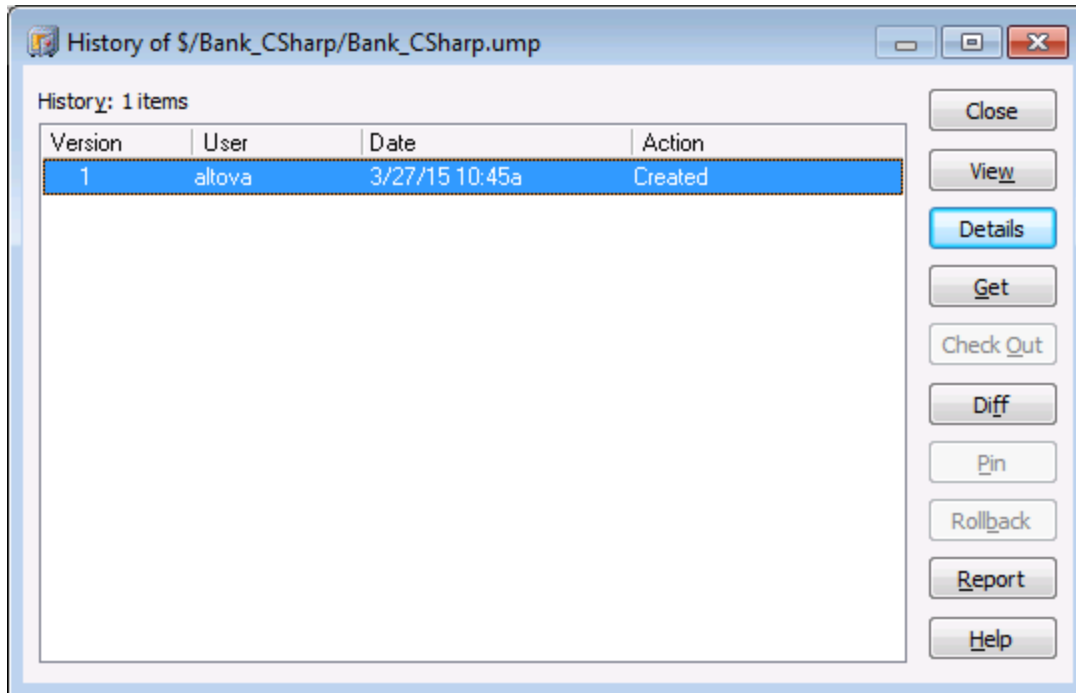 History of $/Bank_CSharp/Bank_CSharp.ump
History: 1 items
Version User Date Action
1 altova 3/27/15 10:45a Created
Close
View
Details
Get
Check Out
Diff
Pin
Rollback
Report
Help